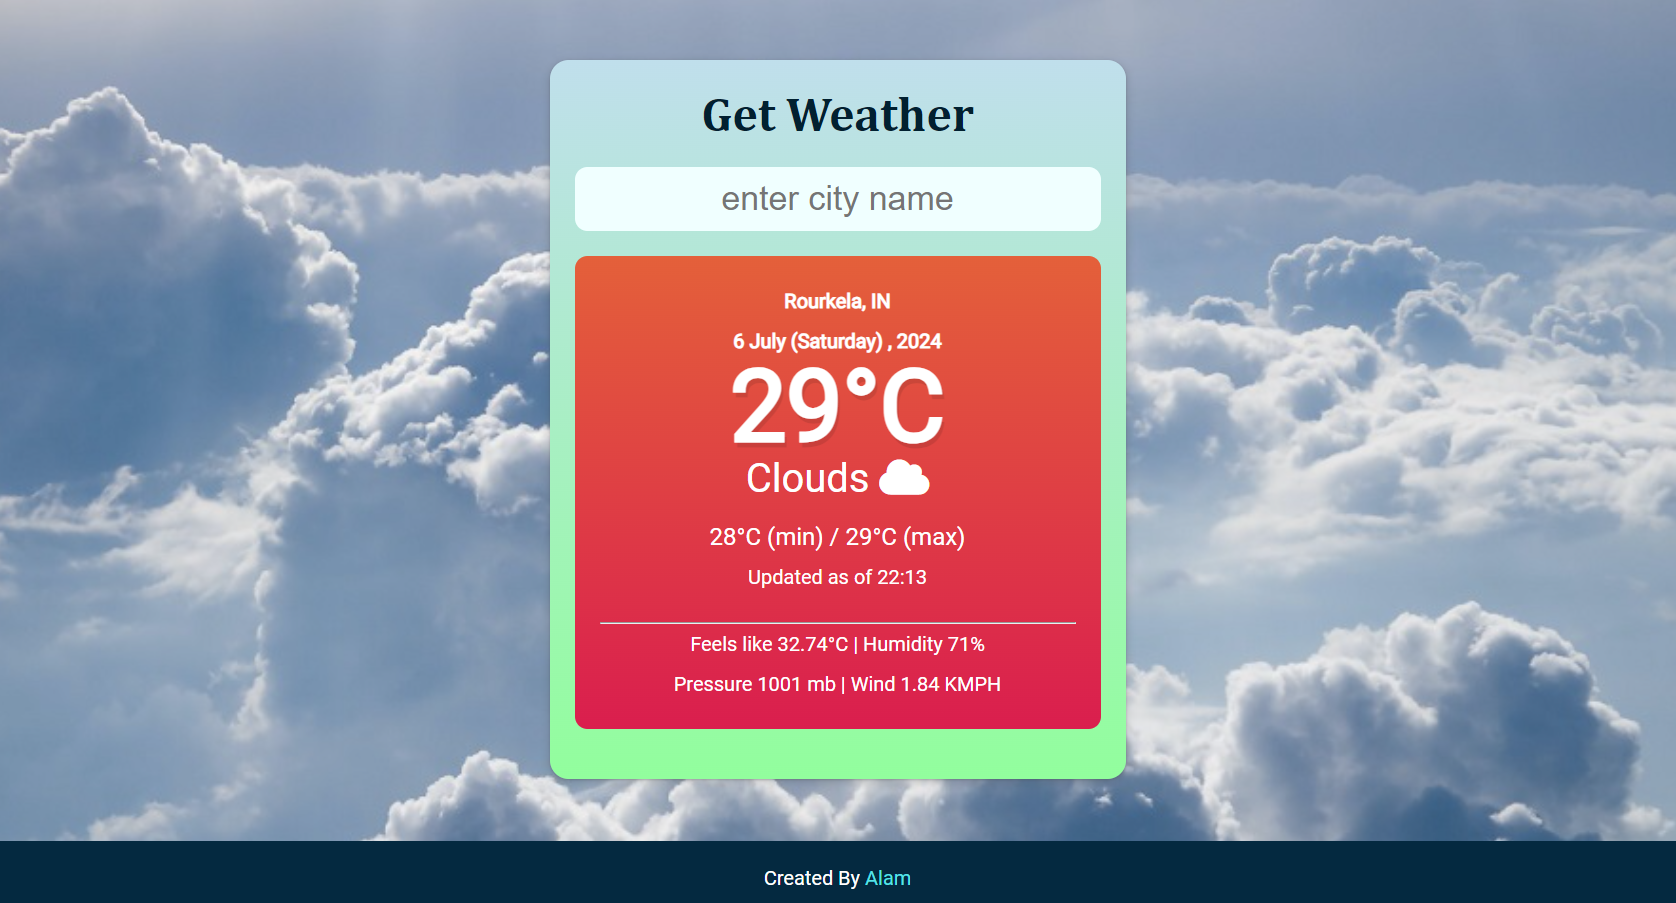 Get Weather
enter city name
Rourkela, IN
6 July (Saturday) , 2024
29°C
Clouds
28°C (min) / 29°C (max)
Updated as of 22:13
Feels like 32.74°C | Humidity 71%
Pressure 1001 mb | Wind 1.84 KMPH
Created By Alam